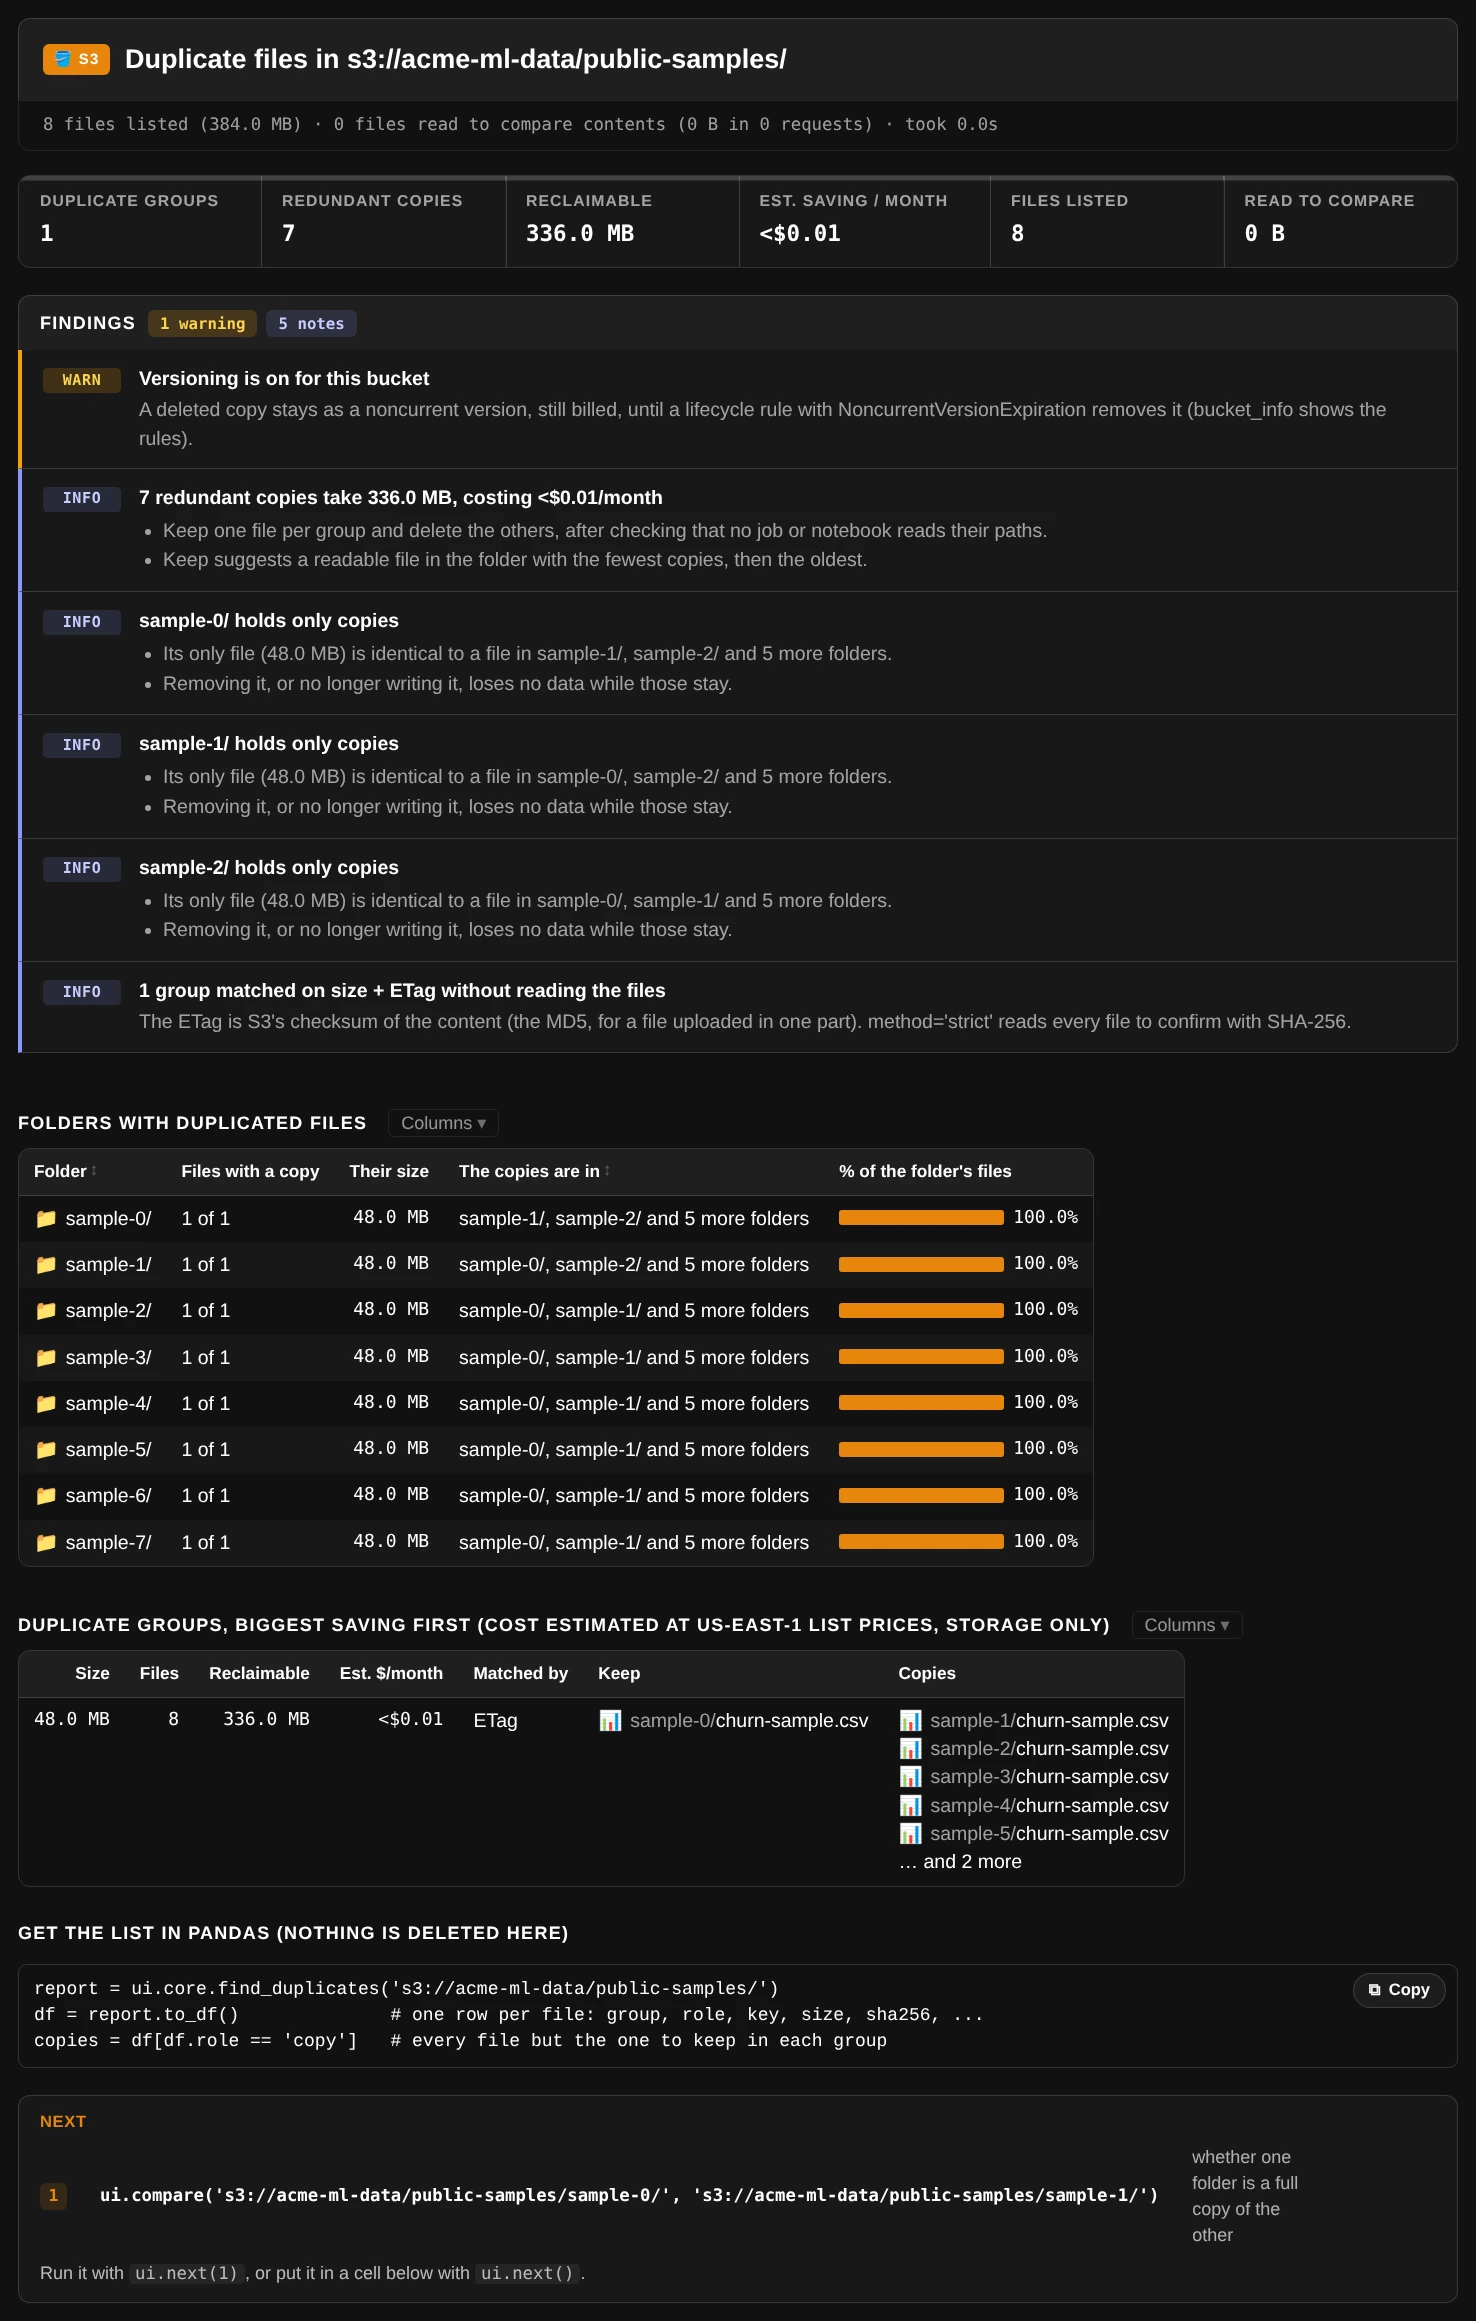 S3 Duplicate files in s3://acme-ml-data/public-samples/
8 files listed (384.0 MB) · 0 files read to compare contents (0 B in 0 requests) · took 0.0s
DUPLICATE GROUPS REDUNDANT COPIES RECLAIMABLE EST. SAVING / MONTH FILES LISTED READ TO COMPARE
1 7 336.0 MB <$0.01 8 0 B
FINDINGS 1 warning 5 notes
WARN Versioning is on for this bucket
A deleted copy stays as a noncurrent version, still billed, until a lifecycle rule with NoncurrentVersionExpiration removes it (bucket_info shows the
rules).
INFO 7 redundant copies take 336.0 MB, costing <$0.01/month
• Keep one file per group and delete the others, after checking that no job or notebook reads their paths.
• Keep suggests a readable file in the folder with the fewest copies, then the oldest.
INFO sample-0/ holds only copies
• Its only file (48.0 MB) is identical to a file in sample-1/, sample-2/ and 5 more folders.
• Removing it, or no longer writing it, loses no data while those stay.
INFO sample-1/ holds only copies
• Its only file (48.0 MB) is identical to a file in sample-0/, sample-2/ and 5 more folders.
• Removing it, or no longer writing it, loses no data while those stay.
INFO sample-2/ holds only copies
• Its only file (48.0 MB) is identical to a file in sample-0/, sample-1/ and 5 more folders.
• Removing it, or no longer writing it, loses no data while those stay.
INFO 1 group matched on size + ETag without reading the files
The ETag is S3's checksum of the content (the MD5, for a file uploaded in one part). method='strict' reads every file to confirm with SHA-256.
FOLDERS WITH DUPLICATED FILES Columns ▾
Folder↕ Files with a copy Their size The copies are in↕ % of the folder's files
sample-0/ 1 of 1 48.0 MB sample-1/, sample-2/ and 5 more folders 100.0%
sample-1/ 1 of 1 48.0 MB sample-0/, sample-2/ and 5 more folders 100.0%
sample-2/ 1 of 1 48.0 MB sample-0/, sample-1/ and 5 more folders 100.0%
sample-3/ 1 of 1 48.0 MB sample-0/, sample-1/ and 5 more folders 100.0%
sample-4/ 1 of 1 48.0 MB sample-0/, sample-1/ and 5 more folders 100.0%
sample-5/ 1 of 1 48.0 MB sample-0/, sample-1/ and 5 more folders 100.0%
sample-6/ 1 of 1 48.0 MB sample-0/, sample-1/ and 5 more folders 100.0%
sample-7/ 1 of 1 48.0 MB sample-0/, sample-1/ and 5 more folders 100.0%
DUPLICATE GROUPS, BIGGEST SAVING FIRST (COST ESTIMATED AT US-EAST-1 LIST PRICES, STORAGE ONLY) Columns ▾
Size Files Reclaimable Est. $/month Matched by Keep Copies
48.0 MB 8 336.0 MB <$0.01 ETag sample-0/churn-sample.csv sample-1/churn-sample.csv
sample-2/churn-sample.csv
sample-3/churn-sample.csv
sample-4/churn-sample.csv
sample-5/churn-sample.csv
… and 2 more
GET THE LIST IN PANDAS (NOTHING IS DELETED HERE)
report = ui.core.find_duplicates('s3://acme-ml-data/public-samples/') Copy
df = report.to_df() # one row per file: group, role, key, size, sha256, ...
copies = df[df.role == 'copy'] # every file but the one to keep in each group
NEXT
1 ui.compare('s3://acme-ml-data/public-samples/sample-0/', 's3://acme-ml-data/public-samples/sample-1/')
whether one
folder is a full
copy of the
other
Run it with ui.next(1), or put it in a cell below with ui.next().